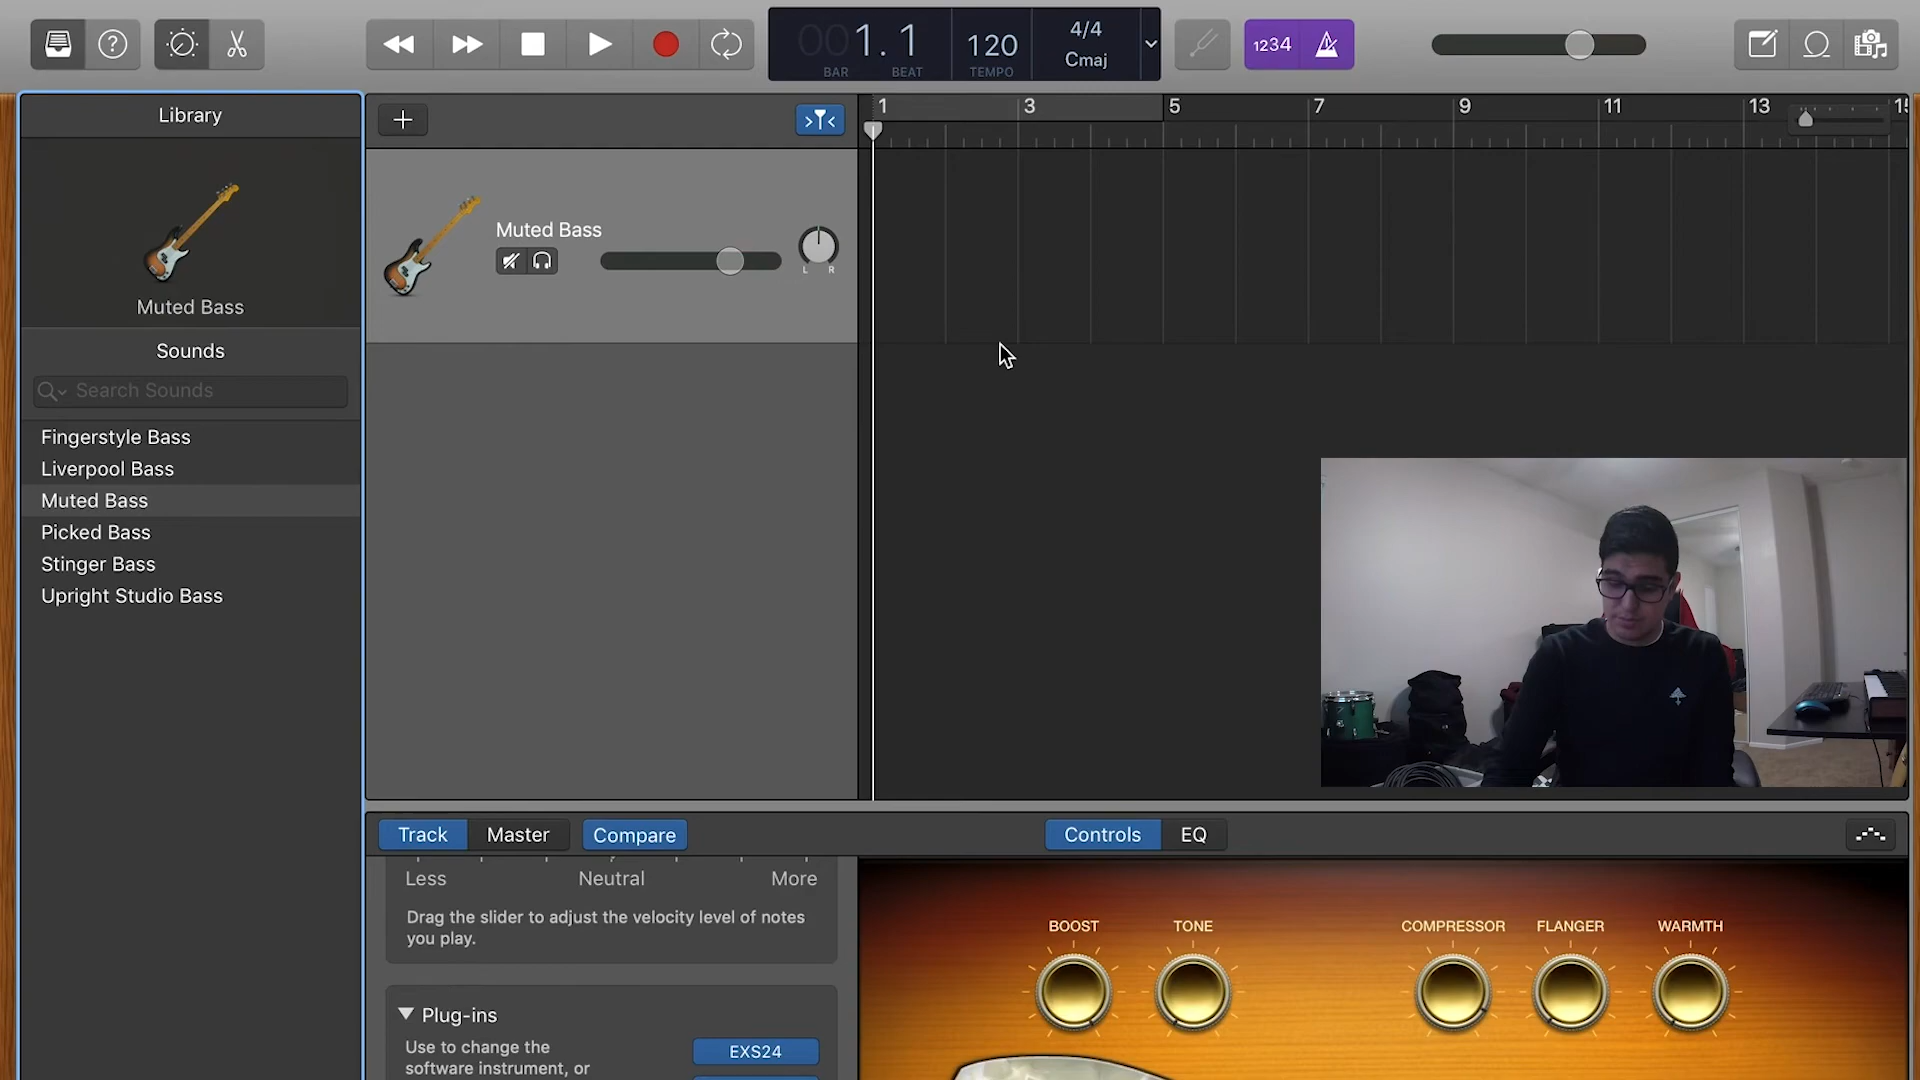 001. 1
BAR
BEAT
120
TEMPO
4/4
Cmaj
1234
Library
Muted Bass
Sounds
Search Sounds
Fingerstyle Bass
Liverpool Bass
Muted Bass
Picked Bass
Stinger Bass
Upright Studio Bass
1 3 5 7 9 11 13 15
Muted Bass
L R
Track Master Compare
Controls EQ
Less Neutral More
Drag the slider to adjust the velocity level of notes
you play.
Plug-ins
Use to change the
software instrument, or
EXS24
BOOST TONE COMPRESSOR FLANGER WARMTH